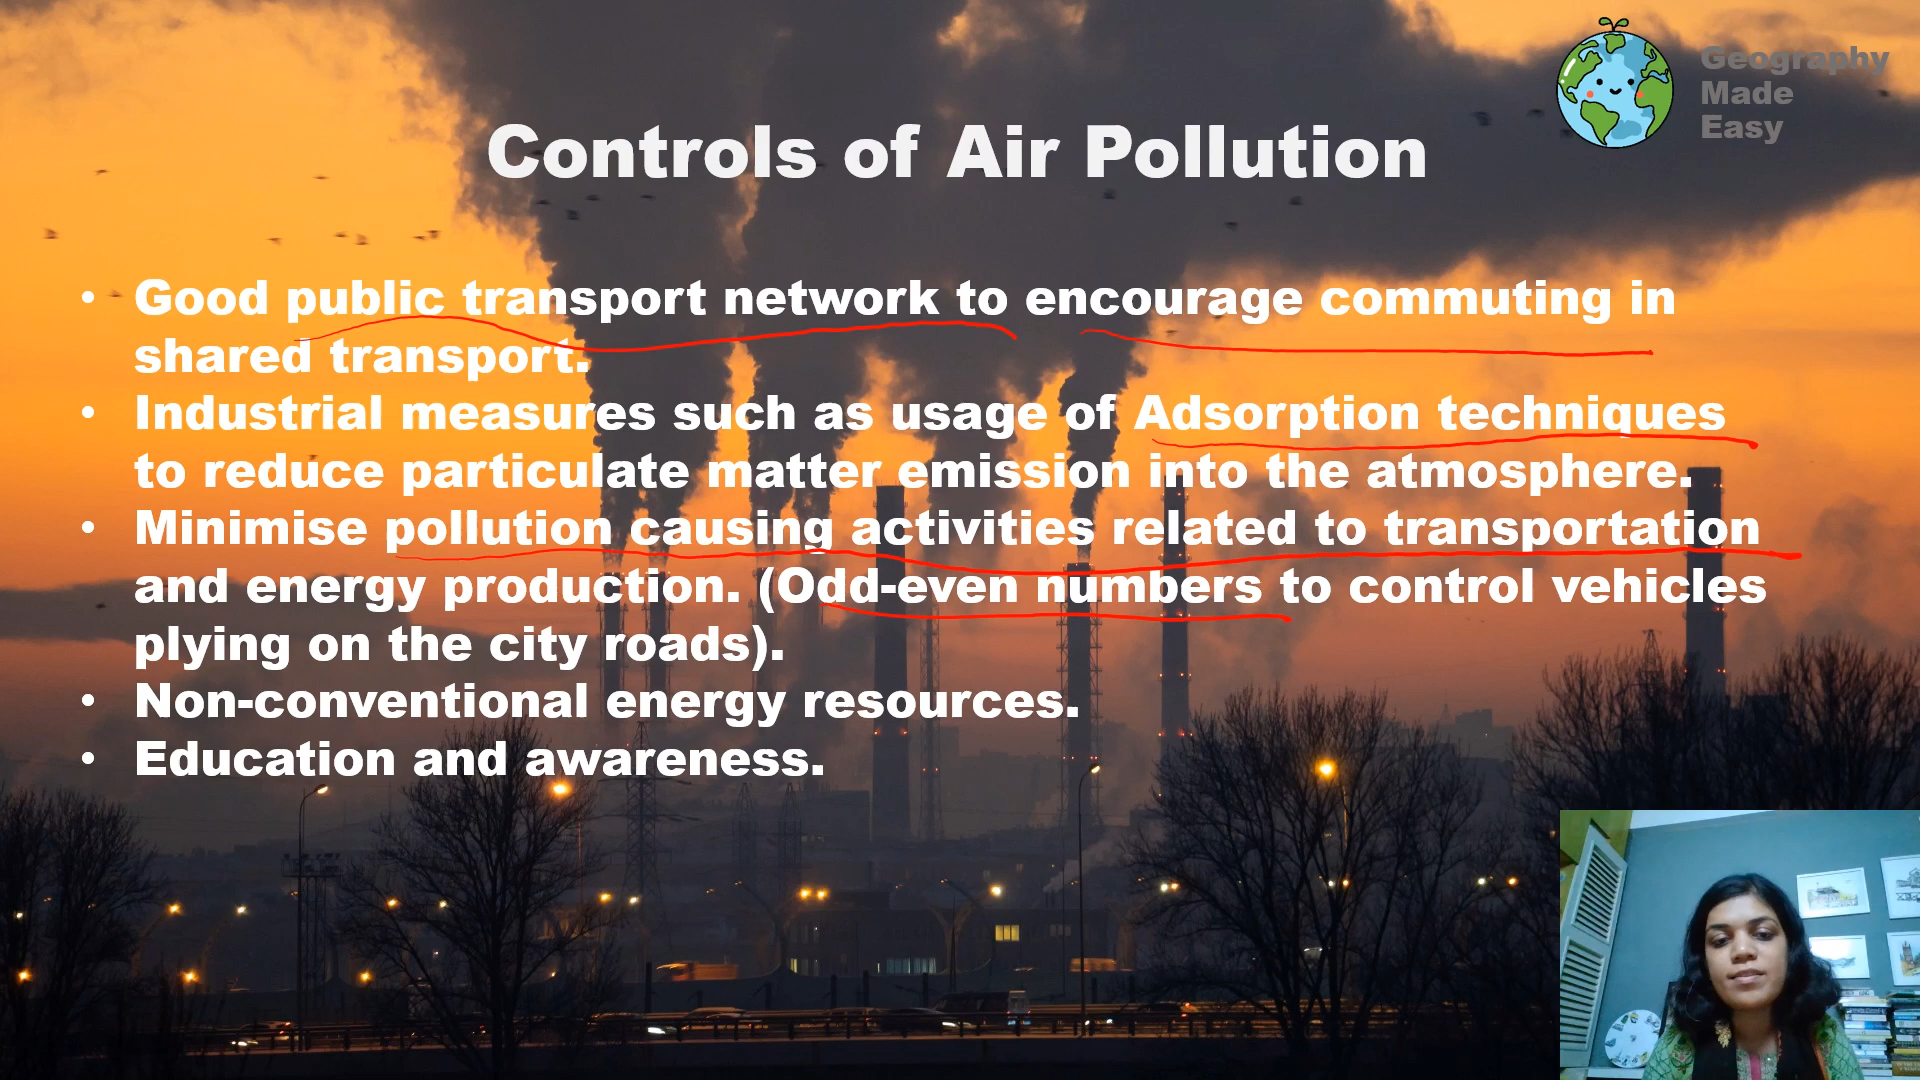 Geography
Made
Easy
Controls of Air Pollution
• Good public transport network to encourage commuting in
shared transport.
• Industrial measures such as usage of Adsorption techniques
to reduce particulate matter emission into the atmosphere.
• Minimise pollution causing activities related to transportation
and energy production. (Odd-even numbers to control vehicles
plying on the city roads).
• Non-conventional energy resources.
• Education and awareness.